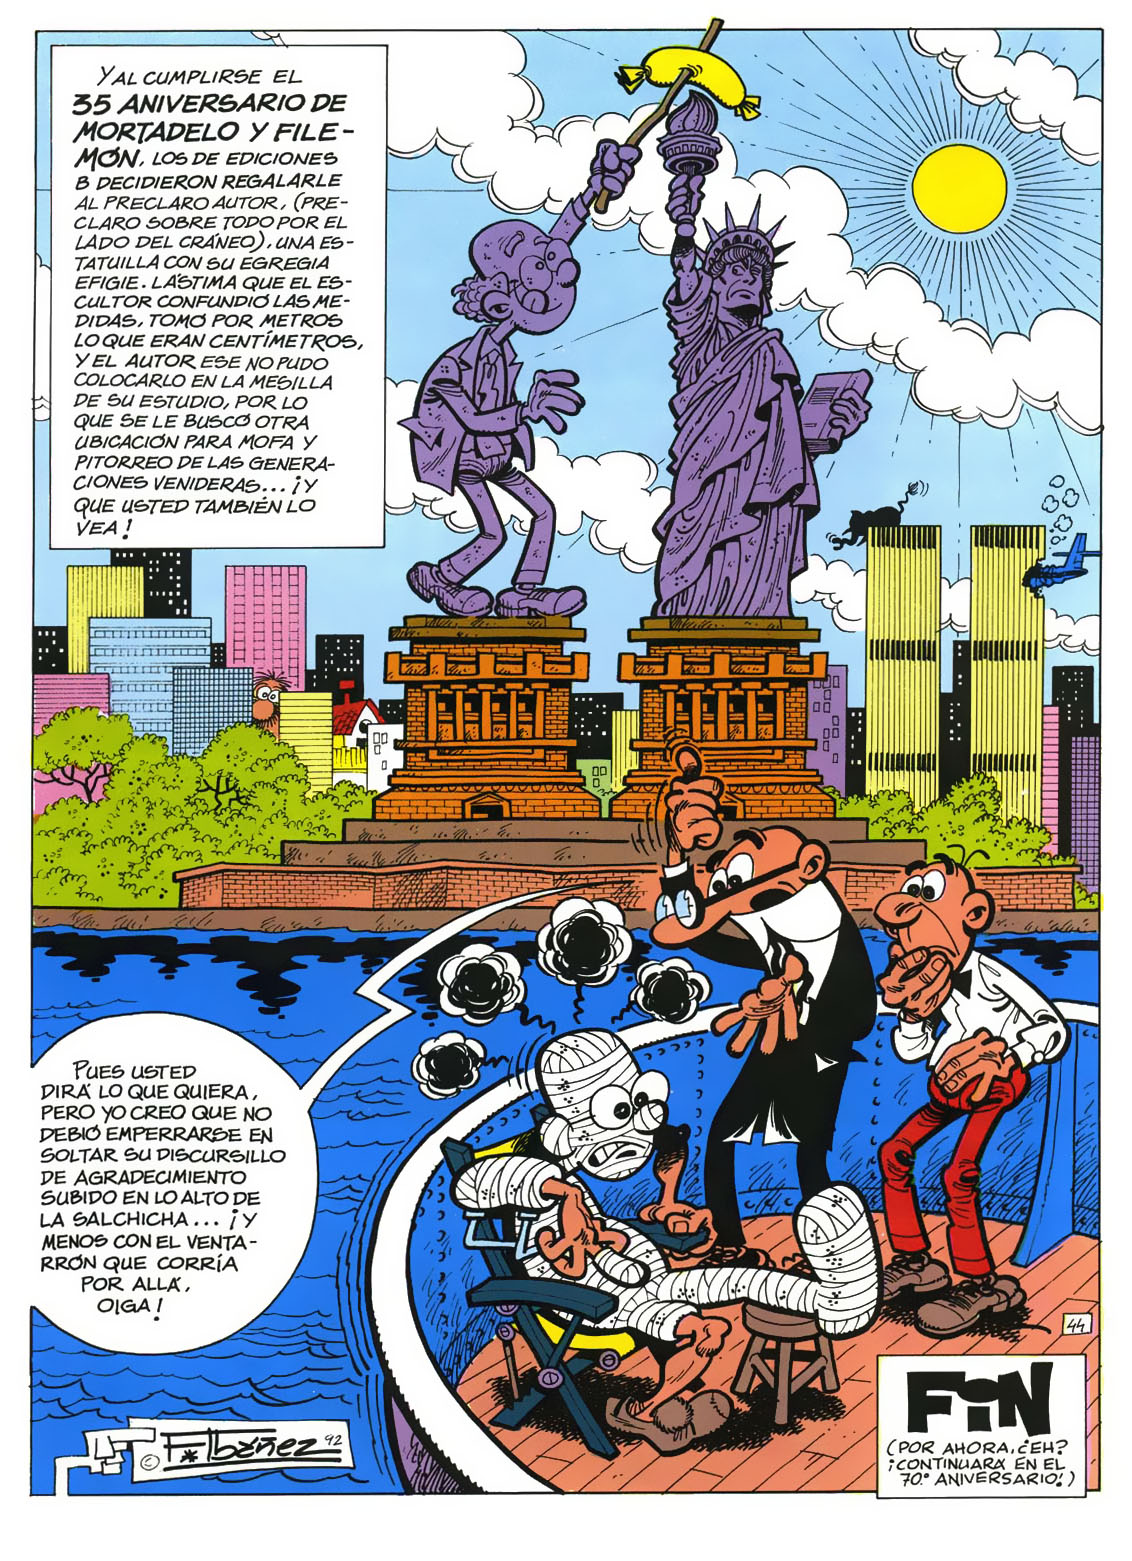 Y AL CUMPLIRSE EL
35 ANIVERSARIO DE
MORTADELO Y FILE-
MÓN, LOS DE EDICIONES
B DECIDIERON REGALARLE
AL PRECLARO AUTOR, (PRE-
CLARO SOBRE TODO POR EL
LADO DEL CRÁNEO), UNA ES-
TATUILLA CON SU EGREGIA
EFIGIE. LÁSTIMA QUE EL ES-
CULTOR CONFUNDIÓ LAS ME-
DIDAS, TOMÓ POR METROS
LO QUE ERAN CENTÍMETROS,
Y EL AUTOR ESE NO PUDO
COLOCARLO EN LA MESILLA
DE SU ESTUDIO, POR LO
QUE SE LE BUSCÓ OTRA
UBICACIÓN PARA MOFA Y
PITORREO DE LAS GENERA-
CIONES VENIDERAS... ¡Y
QUE USTED TAMBIÉN LO
VEA!
PUES USTED
DIRÁ LO QUE QUIERA,
PERO YO CREO QUE NO
DEBIÓ EMPERRARSE EN
SOLTAR SU DISCURSILLO
DE AGRADECIMIENTO
SUBIDO EN LO ALTO DE
LA SALCHICHA... ¡Y
MENOS CON EL VENTA-
RRÓN QUE CORRÍA
POR ALLÁ,
OIGA!
44
FIN
(POR AHORA, ¿EH?
¡CONTINUARÁ EN EL
70.º ANIVERSARIO!)
© F. Ibáñez 92